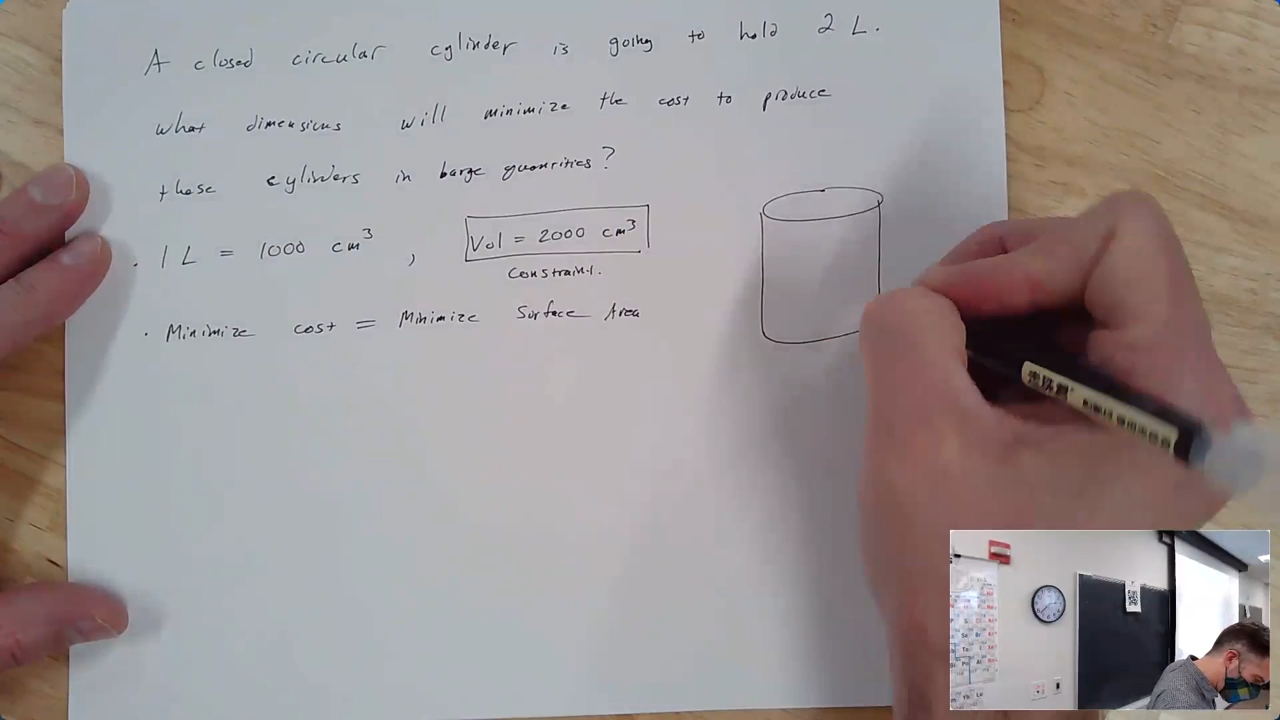 A closed circular cylinder is going to hold 2 L.
What dimensions will minimize the cost to produce
these cylinders in large quantities?
· 1 L = 1000 cm³ , Vol = 2000 cm³
Constraint.
· Minimize cost = Minimize Surface Area